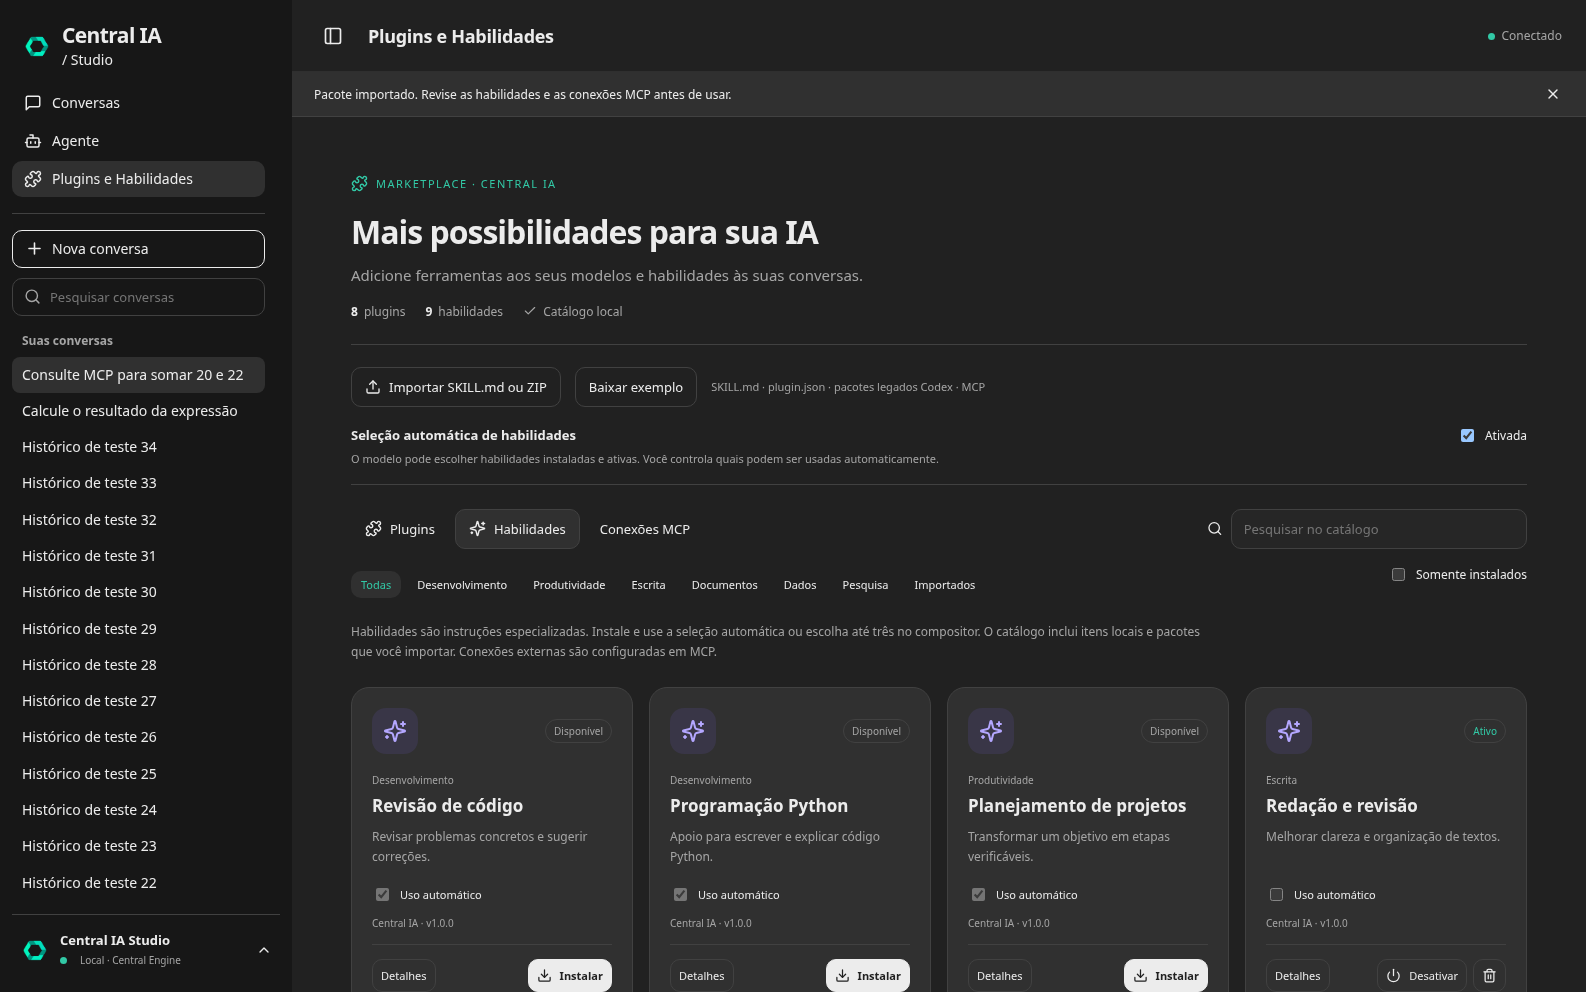 Central IA
/ Studio
Conversas
Agente
Plugins e Habilidades
Nova conversa
Pesquisar conversas
Suas conversas
Consulte MCP para somar 20 e 22
Calcule o resultado da expressão
Histórico de teste 34
Histórico de teste 33
Histórico de teste 32
Histórico de teste 31
Histórico de teste 30
Histórico de teste 29
Histórico de teste 28
Histórico de teste 27
Histórico de teste 26
Histórico de teste 25
Histórico de teste 24
Histórico de teste 23
Histórico de teste 22
Central IA Studio
Local · Central Engine
Plugins e Habilidades
Conectado
Pacote importado. Revise as habilidades e as conexões MCP antes de usar.
MARKETPLACE · CENTRAL IA
Mais possibilidades para sua IA
Adicione ferramentas aos seus modelos e habilidades às suas conversas.
8 plugins 9 habilidades Catálogo local
Importar SKILL.md ou ZIP Baixar exemplo SKILL.md · plugin.json · pacotes legados Codex · MCP
Seleção automática de habilidades
Ativada
O modelo pode escolher habilidades instaladas e ativas. Você controla quais podem ser usadas automaticamente.
Plugins Habilidades Conexões MCP Pesquisar no catálogo
Todas Desenvolvimento Produtividade Escrita Documentos Dados Pesquisa Importados
Somente instalados
Habilidades são instruções especializadas. Instale e use a seleção automática ou escolha até três no compositor. O catálogo inclui itens locais e pacotes
que você importar. Conexões externas são configuradas em MCP.
Disponível
Desenvolvimento
Revisão de código
Revisar problemas concretos e sugerir
correções.
Uso automático
Central IA · v1.0.0
Detalhes Instalar
Disponível
Desenvolvimento
Programação Python
Apoio para escrever e explicar código
Python.
Uso automático
Central IA · v1.0.0
Detalhes Instalar
Disponível
Produtividade
Planejamento de projetos
Transformar um objetivo em etapas
verificáveis.
Uso automático
Central IA · v1.0.0
Detalhes Instalar
Ativo
Escrita
Redação e revisão
Melhorar clareza e organização de textos.
Uso automático
Central IA · v1.0.0
Detalhes Desativar